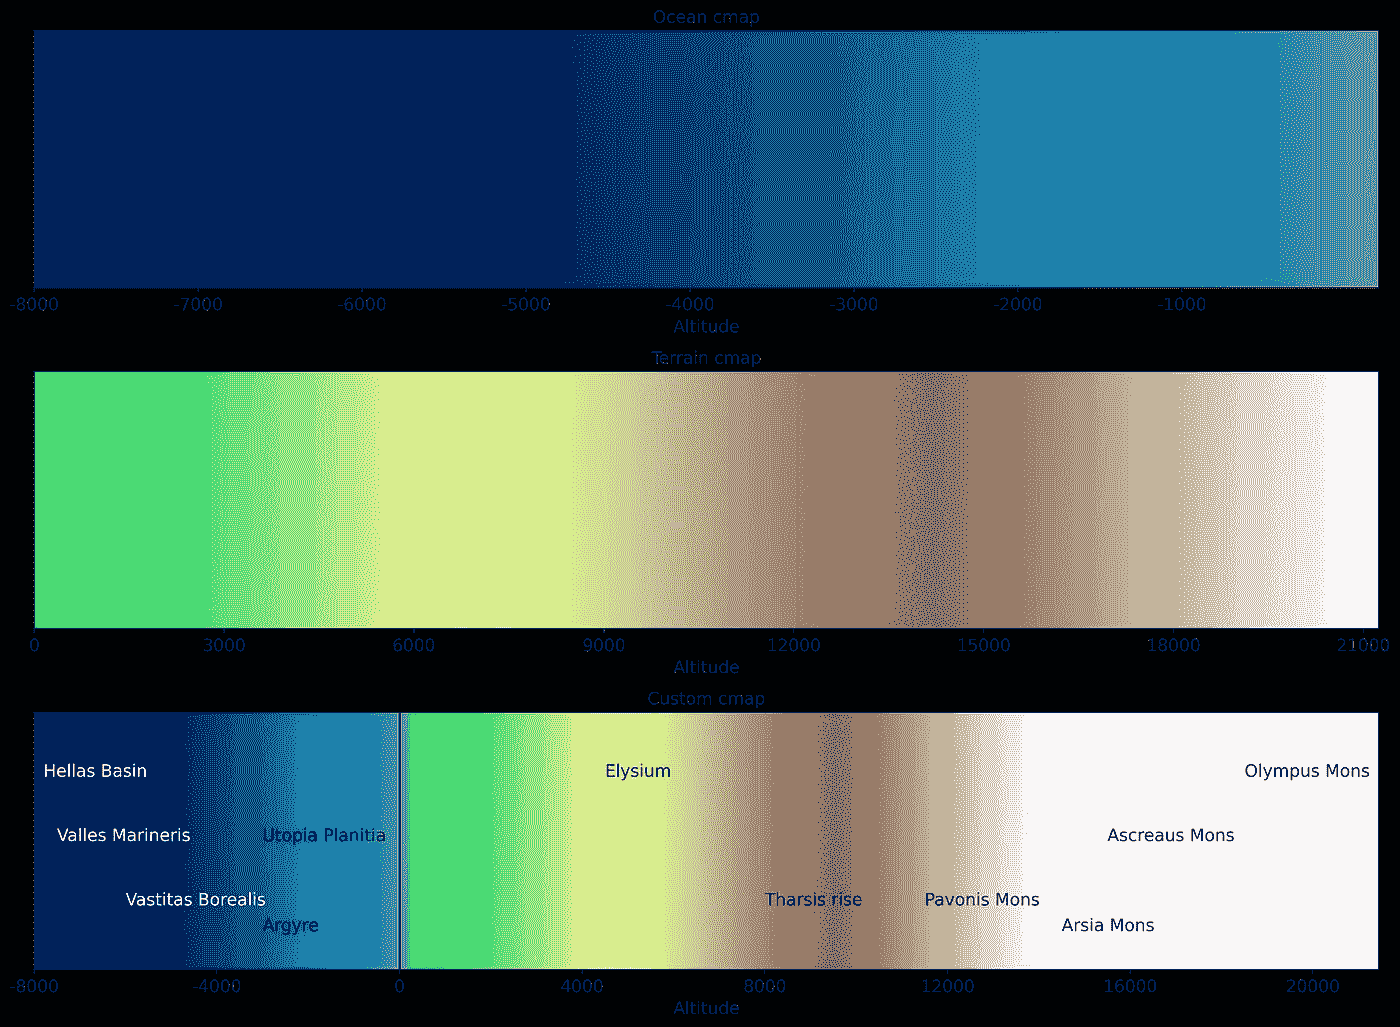 Ocean cmap
-8000 -7000 -6000 -5000 -4000 -3000 -2000 -1000
Altitude
Terrain cmap
0 3000 6000 9000 12000 15000 18000 21000
Altitude
Custom cmap
Hellas Basin Elysium Olympus Mons
Valles Marineris Utopia Planitia Ascreaus Mons
Vastitas Borealis Tharsis rise Pavonis Mons
Argyre Arsia Mons
-8000 -4000 0 4000 8000 12000 16000 20000
Altitude